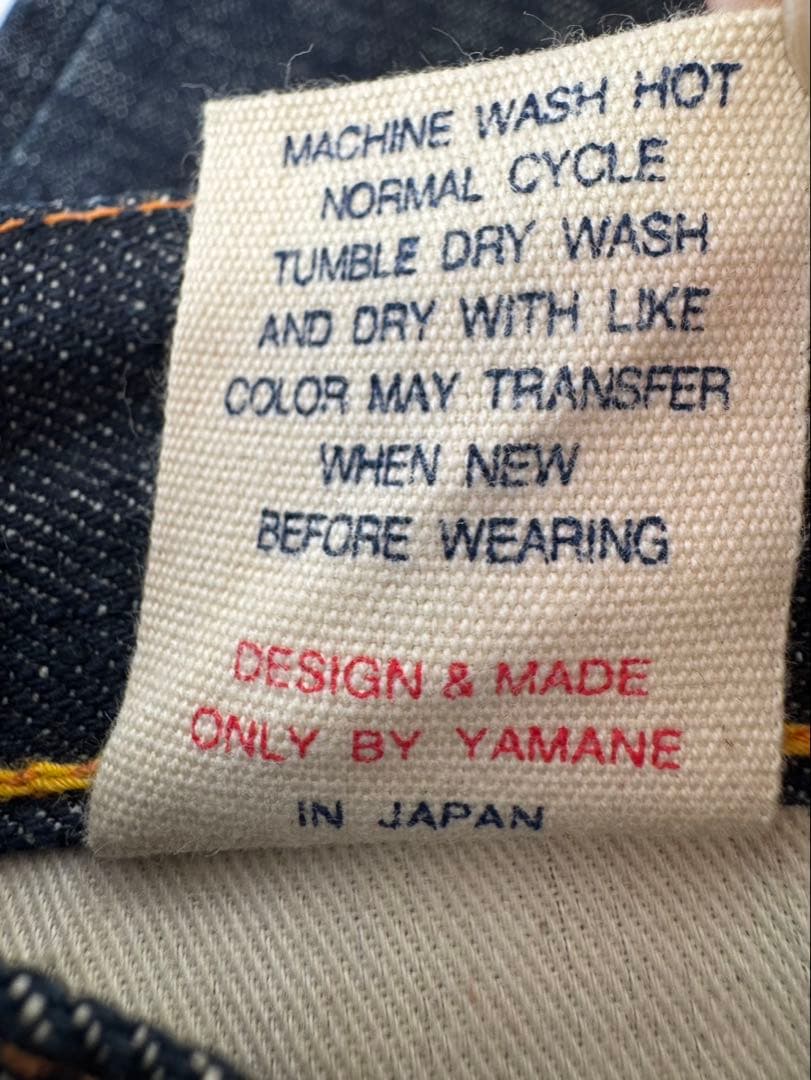 MACHINE WASH HOT
NORMAL CYCLE
TUMBLE DRY WASH
AND DRY WITH LIKE
COLOR MAY TRANSFER
WHEN NEW
BEFORE WEARING
DESIGN & MADE
ONLY BY YAMANE
IN JAPAN